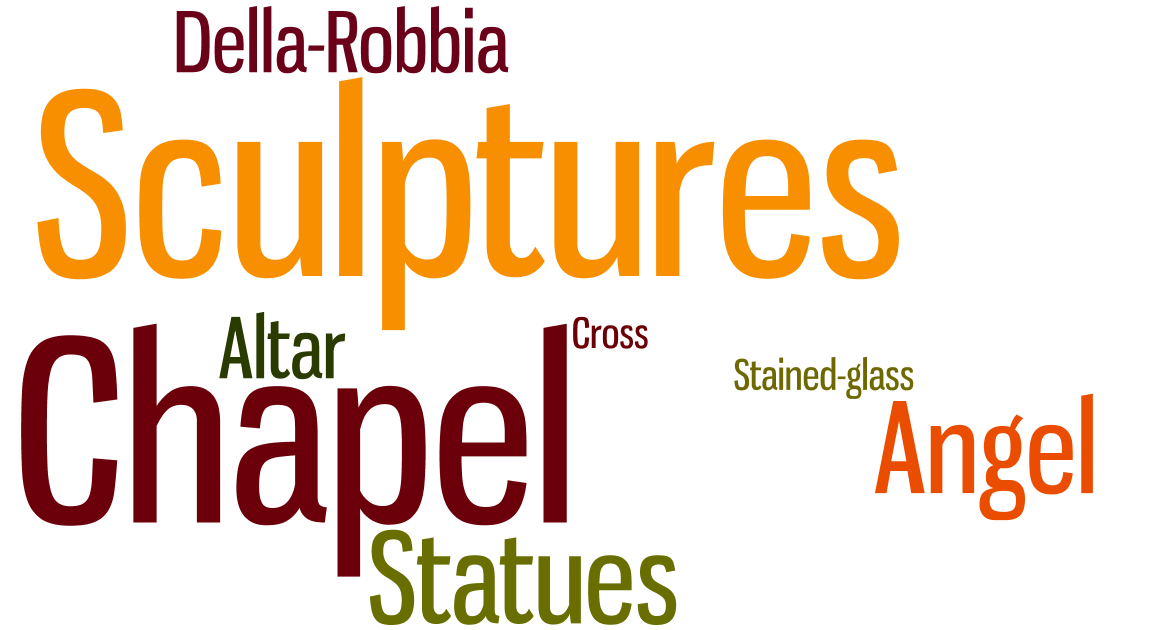 Della-Robbia
Sculptures
Altar
Cross
Chapel
Stained-glass
Angel
Statues